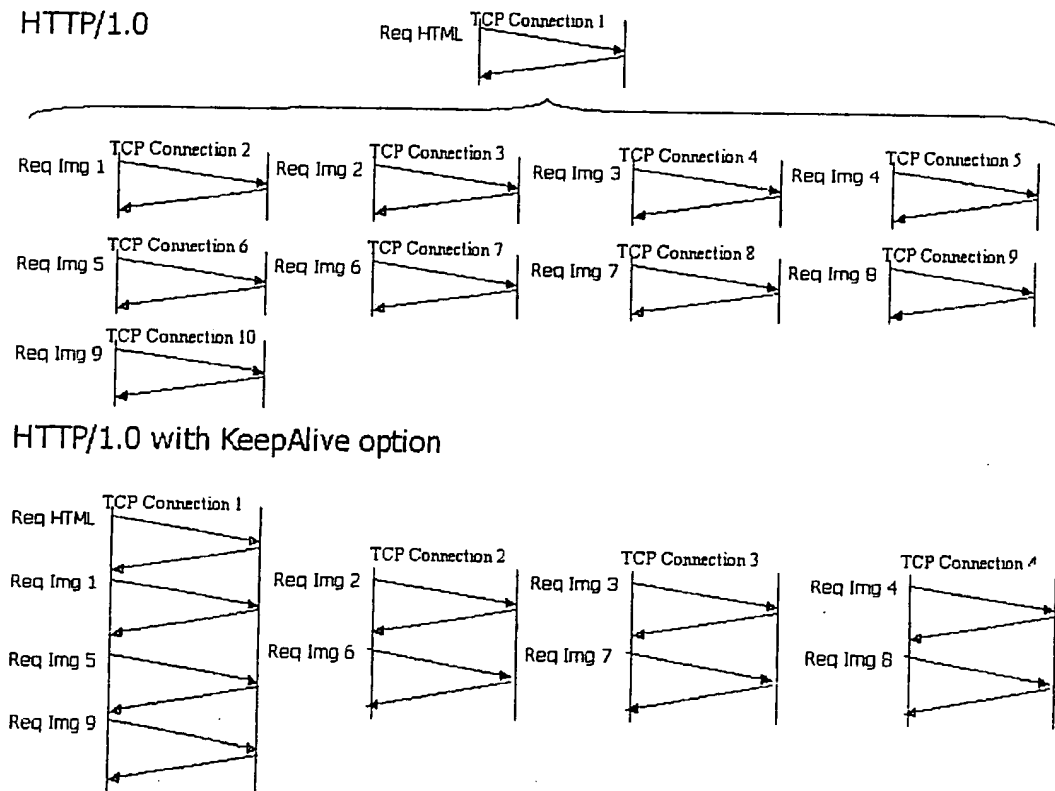 HTTP/1.0
Req HTML TCP Connection 1
Req Img 1 TCP Connection 2
Req Img 2 TCP Connection 3
Req Img 3 TCP Connection 4
Req Img 4 TCP Connection 5
Req Img 5 TCP Connection 6
Req Img 6 TCP Connection 7
Req Img 7 TCP Connection 8
Req Img 8 TCP Connection 9
Req Img 9 TCP Connection 10
HTTP/1.0 with KeepAlive option
TCP Connection 1
Req HTML
Req Img 1
Req Img 5
Req Img 9
TCP Connection 2
Req Img 2
Req Img 6
TCP Connection 3
Req Img 3
Req Img 7
TCP Connection 4
Req Img 4
Req Img 8